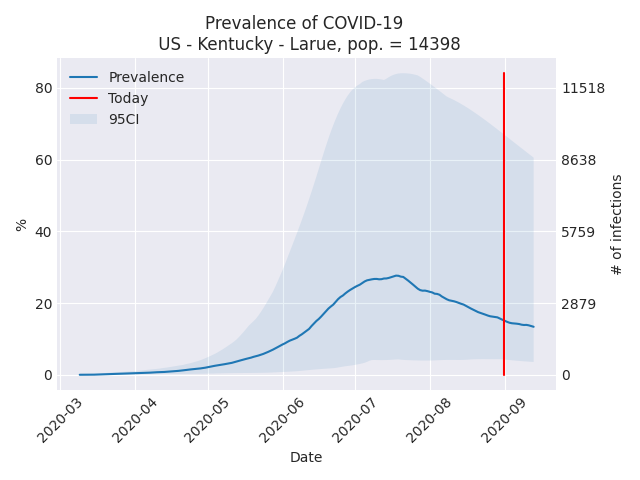 Prevalence of COVID-19
US - Kentucky - Larue, pop. = 14398
Prevalence
Today
95CI
80
60
40
20
0
%
11518
8638
5759
2879
0
# of infections
2020-03
2020-04
2020-05
2020-06
2020-07
2020-08
2020-09
Date